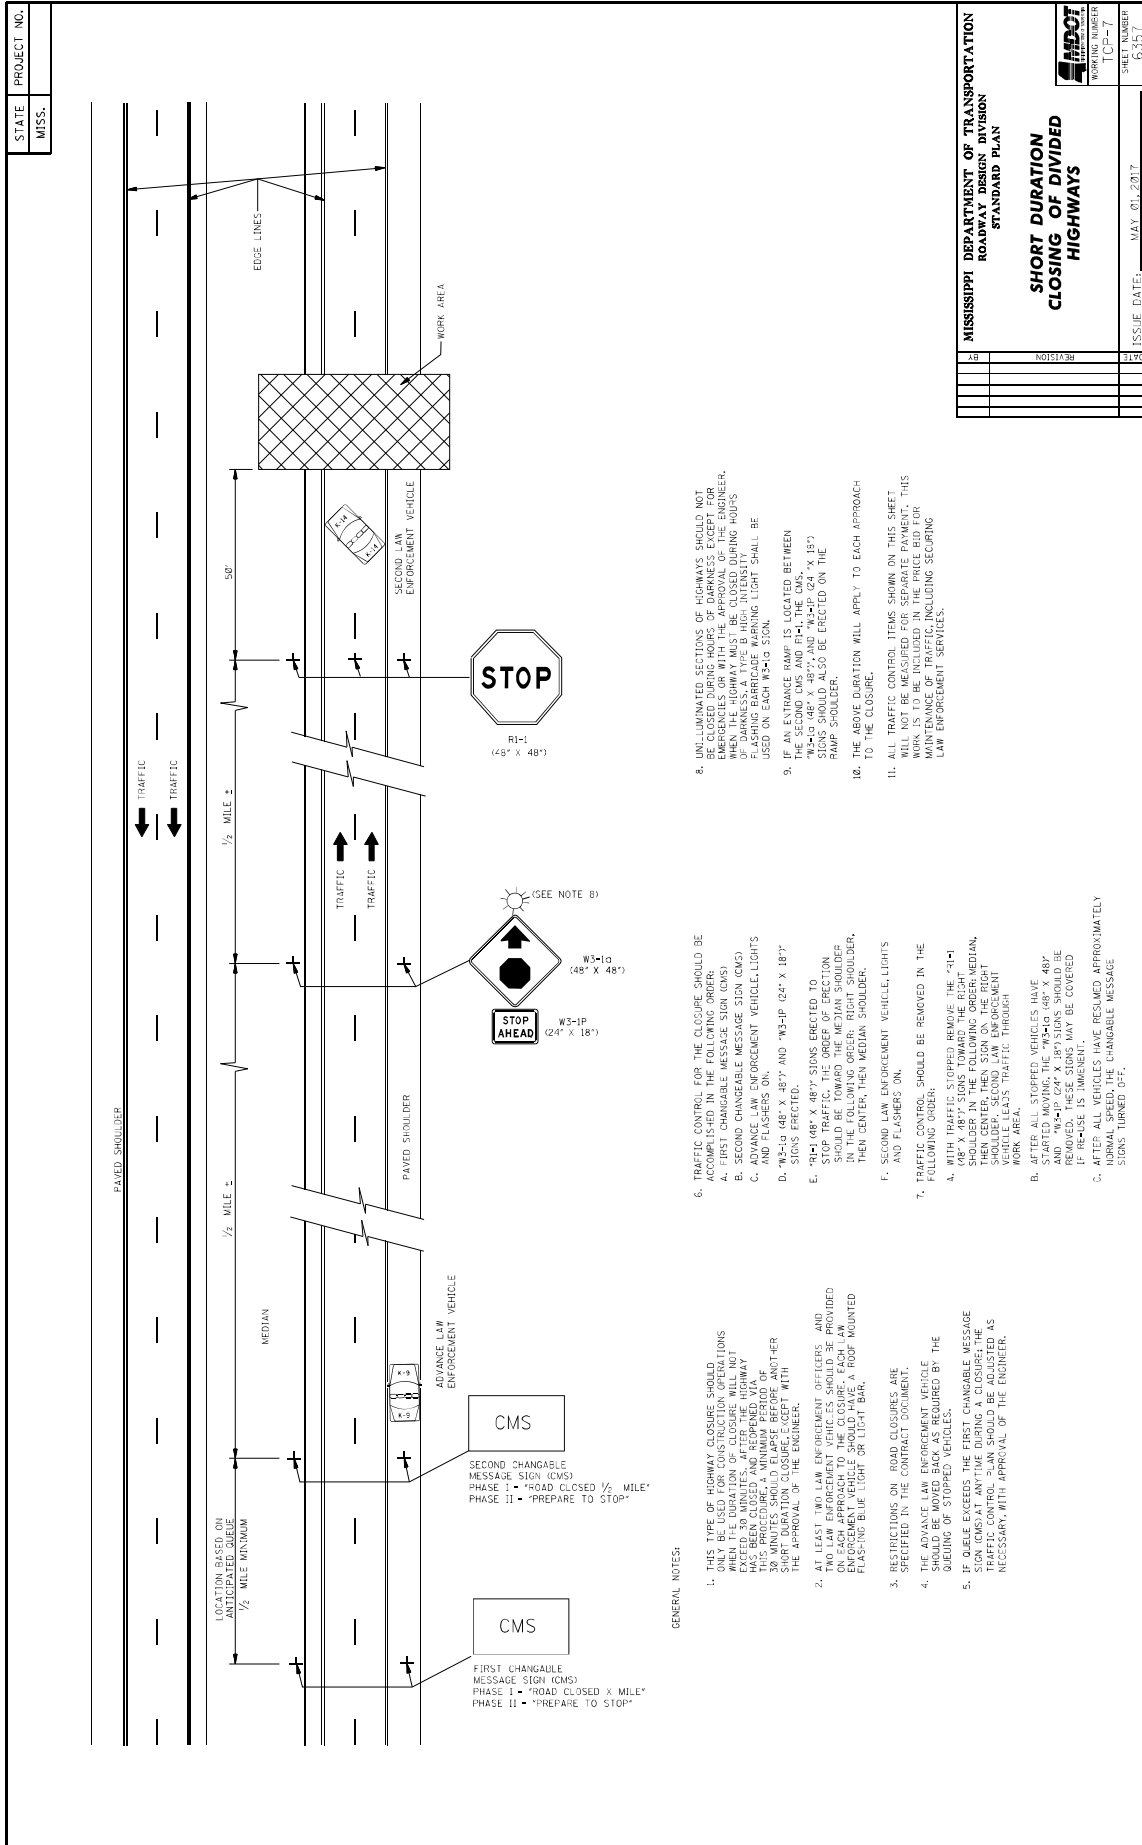 STATE PROJECT NO.
MISS.
PAVED SHOULDER
TRAFFIC
TRAFFIC
EDGE LINES
LOCATION BASED ON
ANTICIPATED QUEUE
1/2 MILE MINIMUM
1/2 MILE ±
1/2 MILE ±
50'
MEDIAN
TRAFFIC
TRAFFIC
PAVED SHOULDER
WORK AREA
K-9
K-9
ADVANCE LAW
ENFORCEMENT VEHICLE
K-14
K-14
SECOND LAW
ENFORCEMENT VEHICLE
CMS
FIRST CHANGABLE
MESSAGE SIGN (CMS)
PHASE I - "ROAD CLOSED X MILE"
PHASE II - "PREPARE TO STOP"
CMS
SECOND CHANGABLE
MESSAGE SIGN (CMS)
PHASE I - "ROAD CLOSED 1/2 MILE"
PHASE II - "PREPARE TO STOP"
(SEE NOTE 8)
W3-1a
(48" X 48")
STOP
AHEAD
W3-1P
(24" X 18")
STOP
R1-1
(48" X 48")
GENERAL NOTES:
1. THIS TYPE OF HIGHWAY CLOSURE SHOULD
ONLY BE USED FOR CONSTRUCTION OPERATIONS
WHEN THE DURATION OF CLOSURE WILL NOT
EXCEED 30 MINUTES. AFTER THE HIGHWAY
HAS BEEN CLOSED AND REOPENED VIA
THIS PROCEDURE, A MINIMUM PERIOD OF
30 MINUTES SHOULD ELAPSE BEFORE ANOTHER
SHORT DURATION CLOSURE, EXCEPT WITH
THE APPROVAL OF THE ENGINEER.
2. AT LEAST TWO LAW ENFORCEMENT OFFICERS AND
TWO LAW ENFORCEMENT VEHICLES SHOULD BE PROVIDED
ON EACH APPROACH TO THE CLOSURE. EACH LAW
ENFORCEMENT VEHICLE SHOULD HAVE A ROOF MOUNTED
FLASHING BLUE LIGHT OR LIGHT BAR.
3. RESTRICTIONS ON ROAD CLOSURES ARE
SPECIFIED IN THE CONTRACT DOCUMENT.
4. THE ADVANCE LAW ENFORCEMENT VEHICLE
SHOULD BE MOVED BACK AS REQUIRED BY THE
QUEUING OF STOPPED VEHICLES.
5. IF QUEUE EXCEEDS THE FIRST CHANGABLE MESSAGE
SIGN (CMS) AT ANYTIME DURING A CLOSURE, THE
TRAFFIC CONTROL PLAN SHOULD BE ADJUSTED AS
NECESSARY, WITH APPROVAL OF THE ENGINEER.
6. TRAFFIC CONTROL FOR THE CLOSURE SHOULD BE
ACCOMPLISHED IN THE FOLLOWING ORDER:
A. FIRST CHANGABLE MESSAGE SIGN (CMS)
B. SECOND CHANGEABLE MESSAGE SIGN (CMS)
C. ADVANCE LAW ENFORCEMENT VEHICLE, LIGHTS
AND FLASHERS ON.
D. "W3-1a (48" X 48")" AND "W3-1P (24" X 18")"
SIGNS ERECTED.
E. "R1-1 (48" X 48")" SIGNS ERECTED TO
STOP TRAFFIC. THE ORDER OF ERECTION
SHOULD BE TOWARD THE MEDIAN SHOULDER
IN THE FOLLOWING ORDER: RIGHT SHOULDER,
THEN CENTER, THEN MEDIAN SHOULDER.
F. SECOND LAW ENFORCEMENT VEHICLE, LIGHTS
AND FLASHERS ON.
7. TRAFFIC CONTROL SHOULD BE REMOVED IN THE
FOLLOWING ORDER:
A. WITH TRAFFIC STOPPED REMOVE THE "R1-1
(48" X 48")" SIGNS TOWARD THE RIGHT
SHOULDER IN THE FOLLOWING ORDER: MEDIAN,
THEN CENTER, THEN SIGN ON THE RIGHT
SHOULDER. SECOND LAW ENFORCEMENT
VEHICLE LEADS TRAFFIC THROUGH
WORK AREA.
B. AFTER ALL STOPPED VEHICLES HAVE
STARTED MOVING, THE "W3-1a (48" X 48)"
AND "W3-1P (24" X 18") SIGNS SHOULD BE
REMOVED. THESE SIGNS MAY BE COVERED
IF RE-USE IS IMMENENT.
C. AFTER ALL VEHICLES HAVE RESUMED APPROXIMATELY
NORMAL SPEED, THE CHANGABLE MESSAGE
SIGNS TURNED OFF.
8. UNILLUMINATED SECTIONS OF HIGHWAYS SHOULD NOT
BE CLOSED DURING HOURS OF DARKNESS EXCEPT FOR
EMERGENCIES OR WITH THE APPROVAL OF THE ENGINEER.
WHEN THE HIGHWAY MUST BE CLOSED DURING HOURS
OF DARKNESS, A TYPE B HIGH INTENSITY
FLASHING BARRICADE WARNING LIGHT SHALL BE
USED ON EACH W3-1a SIGN.
9. IF AN ENTRANCE RAMP IS LOCATED BETWEEN
THE SECOND CMS AND R1-1, THE CMS,
"W3-1a (48" X 48")", AND "W3-1P (24 "X 18")
SIGNS SHOULD ALSO BE ERECTED ON THE
RAMP SHOULDER.
10. THE ABOVE DURATION WILL APPLY TO EACH APPROACH
TO THE CLOSURE.
11. ALL TRAFFIC CONTROL ITEMS SHOWN ON THIS SHEET
WILL NOT BE MEASURED FOR SEPARATE PAYMENT. THIS
WORK IS TO BE INCLUDED IN THE PRICE BID FOR
MAINTENANCE OF TRAFFIC, INCLUDING SECURING
LAW ENFORCEMENT SERVICES.
BY
REVISION
DATE
MISSISSIPPI DEPARTMENT OF TRANSPORTATION
ROADWAY DESIGN DIVISION
STANDARD PLAN
SHORT DURATION
CLOSING OF DIVIDED
HIGHWAYS
ISSUE DATE: MAY 01, 2017
MDOT
WORKING NUMBER
TCP-7
SHEET NUMBER
6357